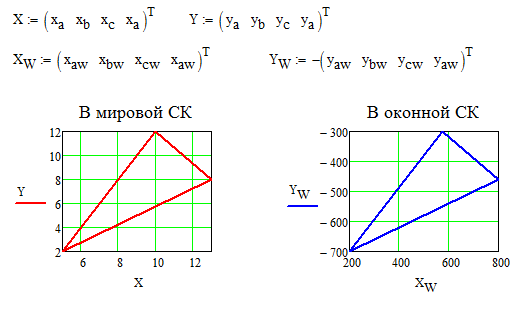 X := (xa xb xc xa)^T Y := (ya yb yc ya)^T
XW := (xaw xbw xcw xaw)^T YW := −(yaw ybw ycw yaw)^T
В мировой СК
12
10
8
6
4
2
Y
6 8 10 12
X
В оконной СК
−300
−400
−500
−600
−700
YW
200 400 600 800
XW